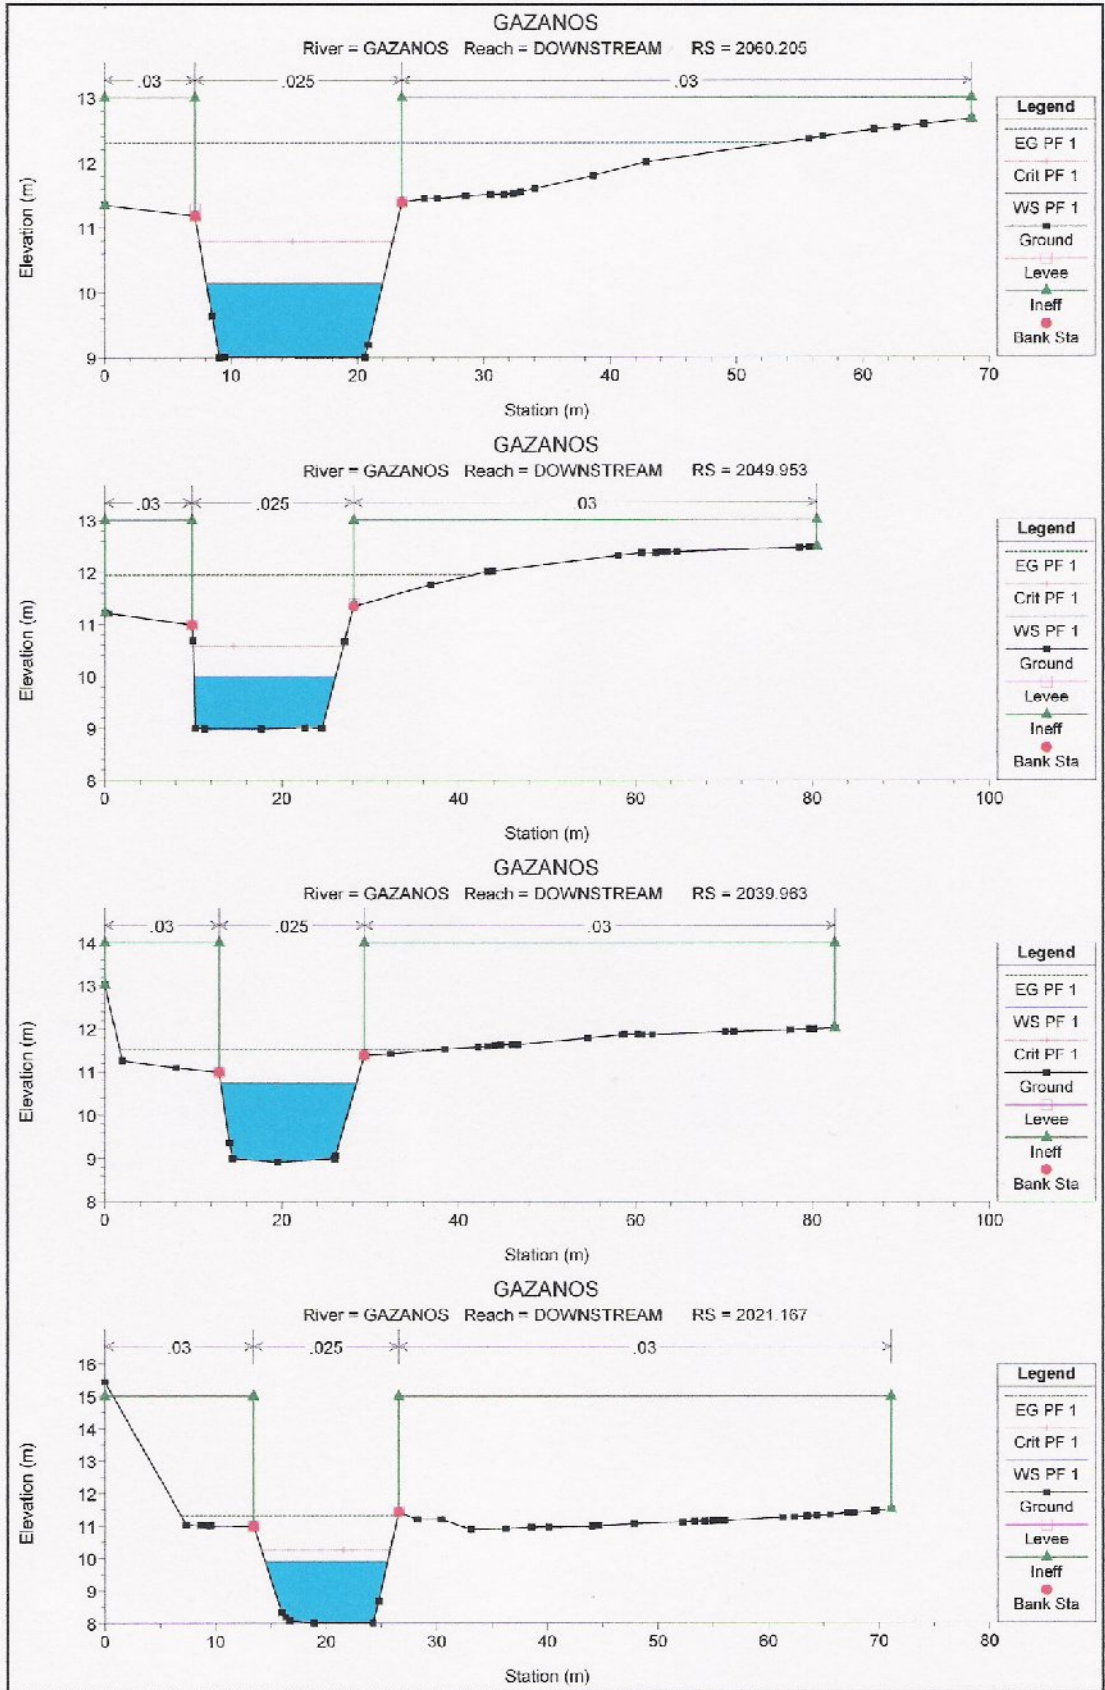 GAZANOS
River = GAZANOS Reach = DOWNSTREAM RS = 2060.205
.03 .025 .03
13
12
11
10
9
Elevation (m)
0 10 20 30 40 50 60 70
Station (m)
Legend
EG PF 1
Crit PF 1
WS PF 1
Ground
Levee
Ineff
Bank Sta
GAZANOS
River = GAZANOS Reach = DOWNSTREAM RS = 2049.953
.03 .025 .03
13
12
11
10
9
8
Elevation (m)
0 20 40 60 80 100
Station (m)
Legend
EG PF 1
Crit PF 1
WS PF 1
Ground
Levee
Ineff
Bank Sta
GAZANOS
River = GAZANOS Reach = DOWNSTREAM RS = 2039.963
.03 .025 .03
14
13
12
11
10
9
8
Elevation (m)
0 20 40 60 80 100
Station (m)
Legend
EG PF 1
WS PF 1
Crit PF 1
Ground
Levee
Ineff
Bank Sta
GAZANOS
River = GAZANOS Reach = DOWNSTREAM RS = 2021.167
.03 .025 .03
16
15
14
13
12
11
10
9
8
Elevation (m)
0 10 20 30 40 50 60 70 80
Station (m)
Legend
EG PF 1
Crit PF 1
WS PF 1
Ground
Levee
Ineff
Bank Sta